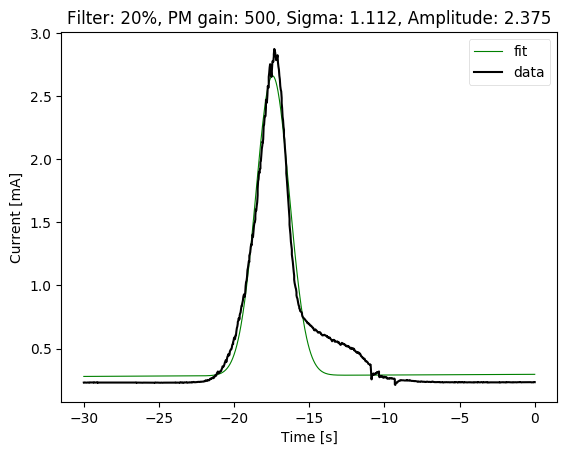 Filter: 20%, PM gain: 500, Sigma: 1.112, Amplitude: 2.375
fit
data
3.0
2.5
2.0
1.5
1.0
0.5
Current [mA]
−30
−25
−20
−15
−10
−5
0
Time [s]